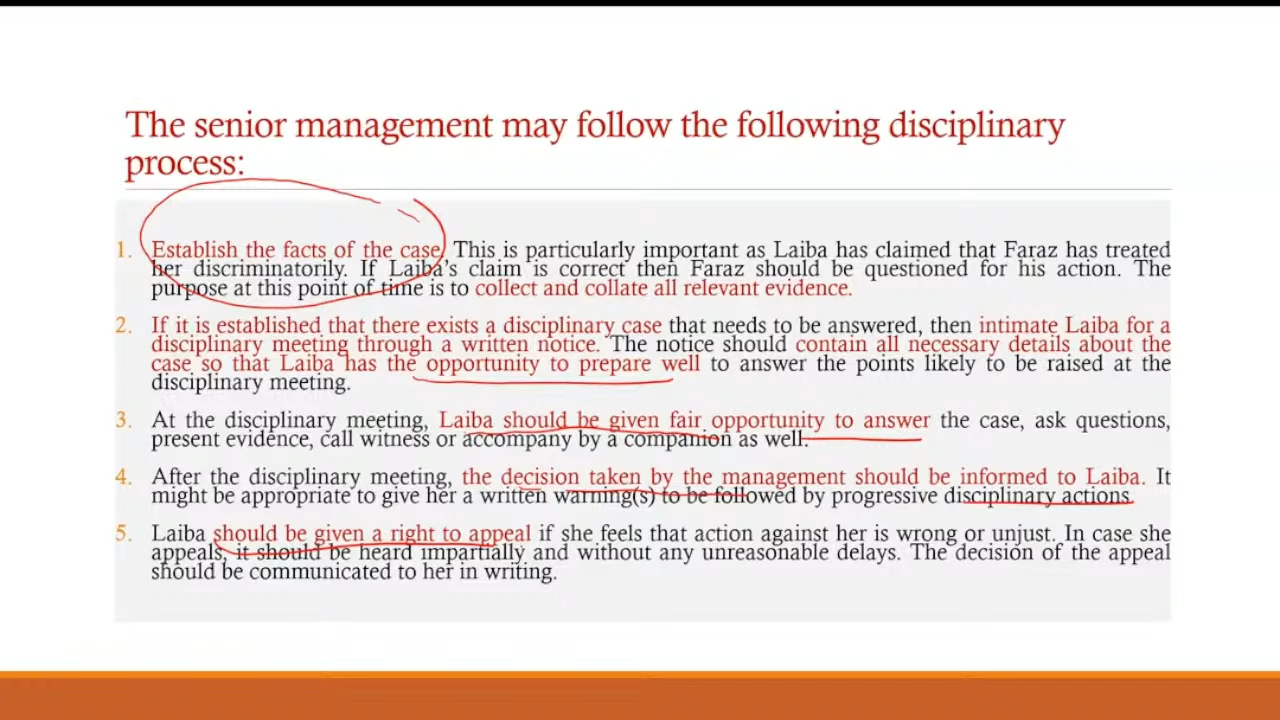 The senior management may follow the following disciplinary
process:
1. Establish the facts of the case. This is particularly important as Laiba has claimed that Faraz has treated
her discriminatorily. If Laiba's claim is correct then Faraz should be questioned for his action. The
purpose at this point of time is to collect and collate all relevant evidence.
2. If it is established that there exists a disciplinary case that needs to be answered, then intimate Laiba for a
disciplinary meeting through a written notice. The notice should contain all necessary details about the
case so that Laiba has the opportunity to prepare well to answer the points likely to be raised at the
disciplinary meeting.
3. At the disciplinary meeting, Laiba should be given fair opportunity to answer the case, ask questions,
present evidence, call witness or accompany by a companion as well.
4. After the disciplinary meeting, the decision taken by the management should be informed to Laiba. It
might be appropriate to give her a written warning(s) to be followed by progressive disciplinary actions.
5. Laiba should be given a right to appeal if she feels that action against her is wrong or unjust. In case she
appeals, it should be heard impartially and without any unreasonable delays. The decision of the appeal
should be communicated to her in writing.